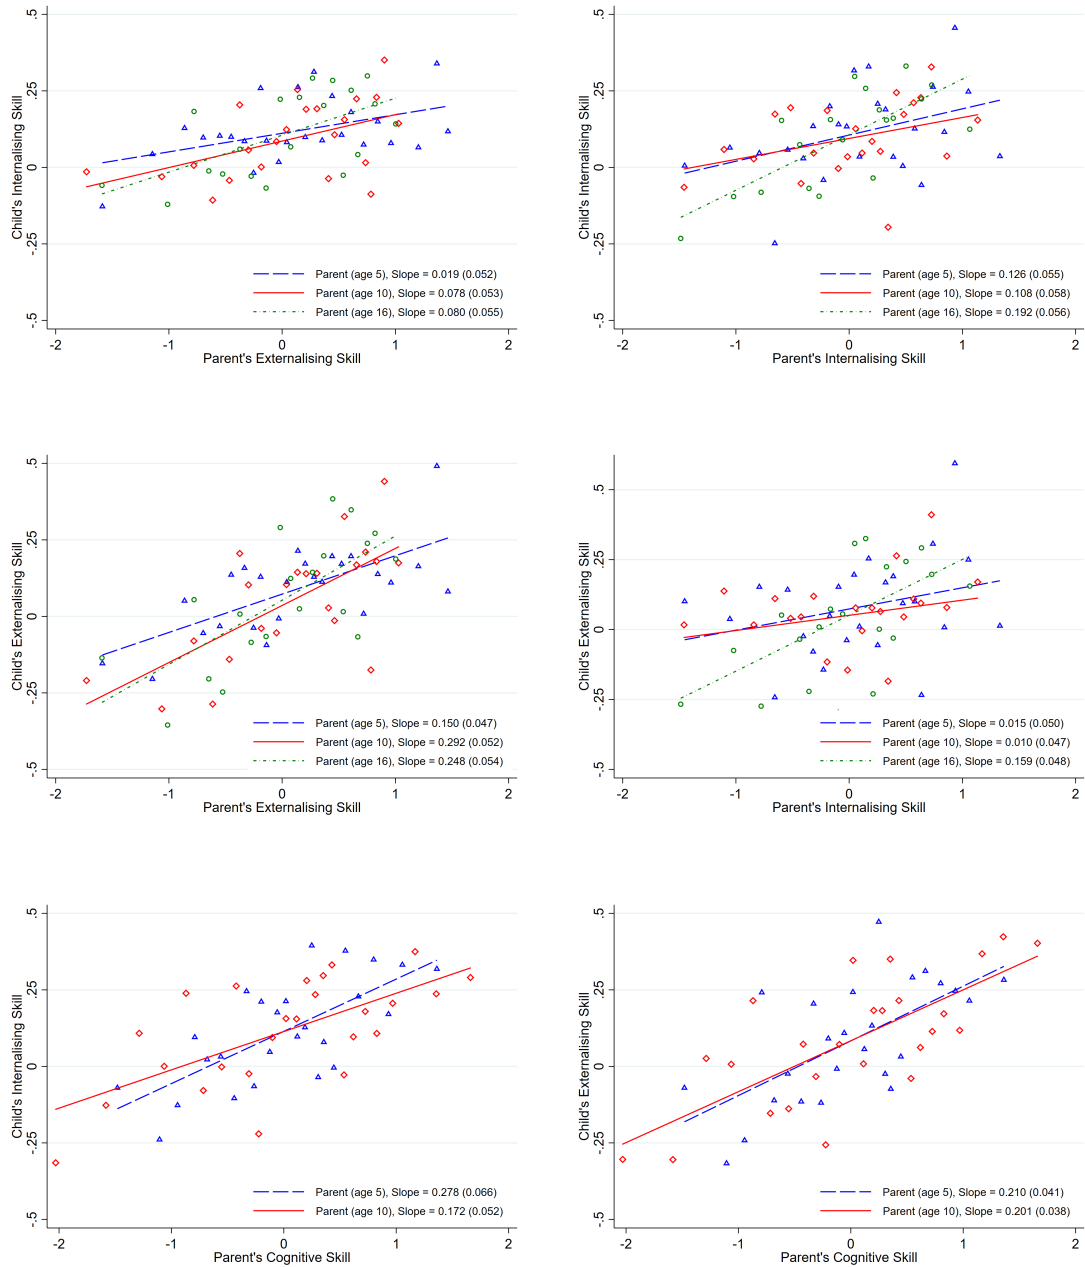 .5
.25
0
-.25
-.5
Child's Internalising Skill
Parent (age 5), Slope = 0.019 (0.052)
Parent (age 10), Slope = 0.078 (0.053)
Parent (age 16), Slope = 0.080 (0.055)
-2 -1 0 1 2
Parent's Externalising Skill
.5
.25
0
-.25
-.5
Child's Internalising Skill
Parent (age 5), Slope = 0.126 (0.055)
Parent (age 10), Slope = 0.108 (0.058)
Parent (age 16), Slope = 0.192 (0.056)
-2 -1 0 1 2
Parent's Internalising Skill
.5
.25
0
-.25
-.5
Child's Externalising Skill
Parent (age 5), Slope = 0.150 (0.047)
Parent (age 10), Slope = 0.292 (0.052)
Parent (age 16), Slope = 0.248 (0.054)
-2 -1 0 1 2
Parent's Externalising Skill
.5
.25
0
-.25
-.5
Child's Externalising Skill
Parent (age 5), Slope = 0.015 (0.050)
Parent (age 10), Slope = 0.010 (0.047)
Parent (age 16), Slope = 0.159 (0.048)
-2 -1 0 1 2
Parent's Internalising Skill
.5
.25
0
-.25
-.5
Child's Internalising Skill
Parent (age 5), Slope = 0.278 (0.066)
Parent (age 10), Slope = 0.172 (0.052)
-2 -1 0 1 2
Parent's Cognitive Skill
.5
.25
0
-.25
-.5
Child's Externalising Skill
Parent (age 5), Slope = 0.210 (0.041)
Parent (age 10), Slope = 0.201 (0.038)
-2 -1 0 1 2
Parent's Cognitive Skill